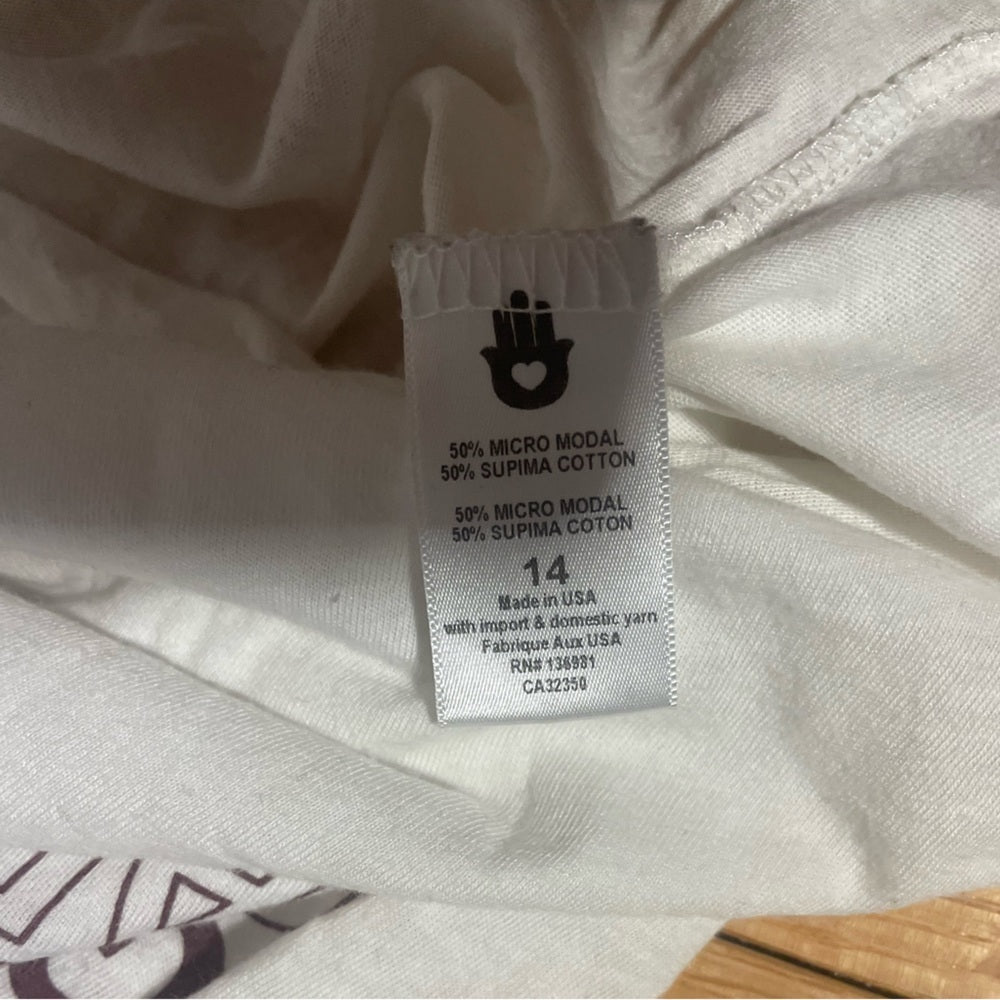 50% MICRO MODAL
50% SUPIMA COTTON
50% MICRO MODAL
50% SUPIMA COTON
14
Made in USA
with import & domestic yarn
Fabrique Aux USA
RN# 136981
CA32350